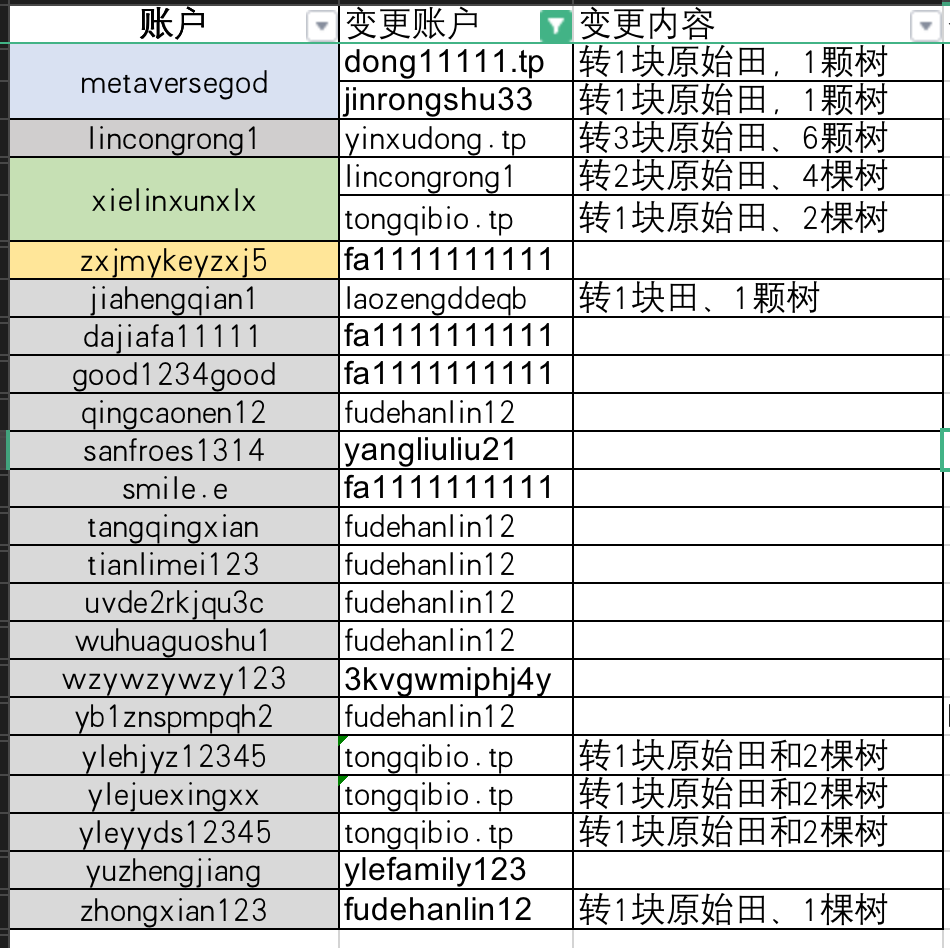 账户 变更账户 变更内容
metaversegod dong11111.tp 转1块原始田，1颗树
jinrongshu33 转1块原始田，1颗树
lincongrong1 yinxudong.tp 转3块原始田、6颗树
xielinxunxlx lincongrong1 转2块原始田、4棵树
tongqibio.tp 转1块原始田、2棵树
zxjmykeyzxj5 fa1111111111
jiahengqian1 laozengddeqb 转1块田、1颗树
dajiafa11111 fa1111111111
good1234good fa1111111111
qingcaonen12 fudehanlin12
sanfroes1314 yangliuliu21
smile.e fa1111111111
tangqingxian fudehanlin12
tianlimei123 fudehanlin12
uvde2rkjqu3c fudehanlin12
wuhuaguoshu1 fudehanlin12
wzywzywzy123 3kvgwmiphj4y
yb1znspmpqh2 fudehanlin12
ylehjyz12345 tongqibio.tp 转1块原始田和2棵树
ylejuexingxx tongqibio.tp 转1块原始田和2棵树
yleyyds12345 tongqibio.tp 转1块原始田和2棵树
yuzhengjiang ylefamily123
zhongxian123 fudehanlin12 转1块原始田、1棵树